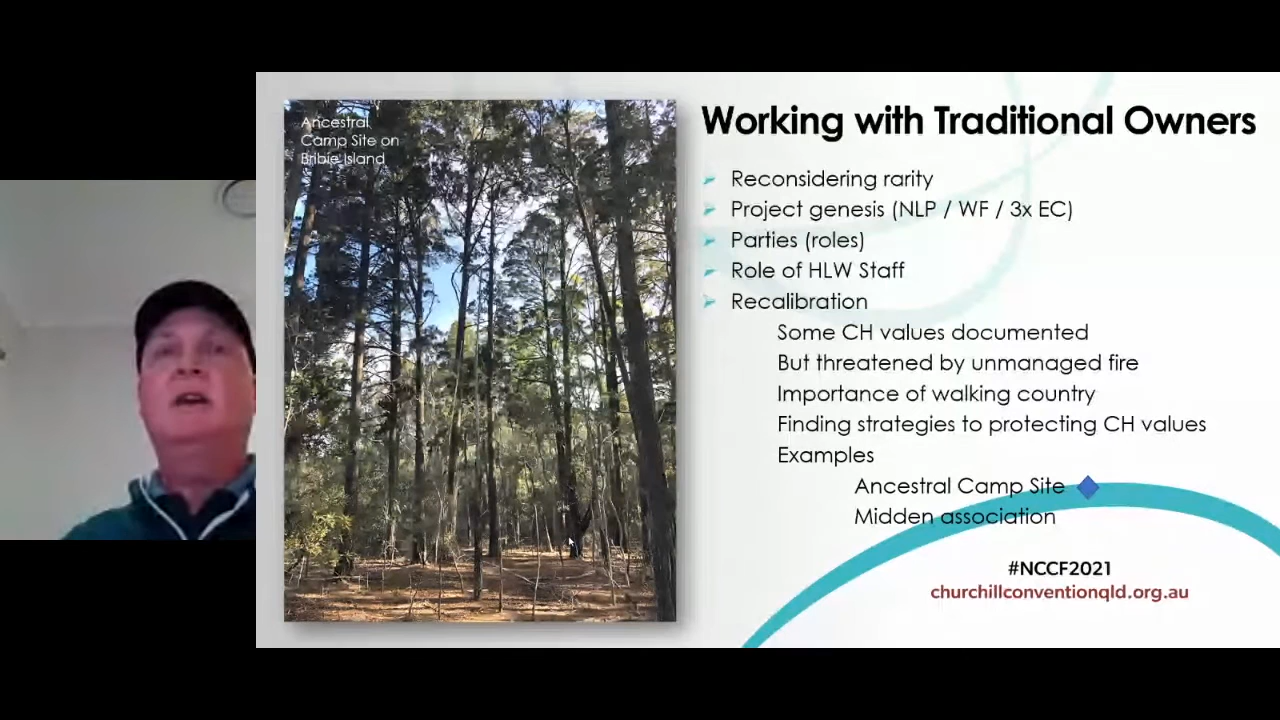 Ancestral
Camp Site on
Bribie Island
Working with Traditional Owners
Reconsidering rarity
Project genesis (NLP / WF / 3x EC)
Parties (roles)
Role of HLW Staff
Recalibration
Some CH values documented
But threatened by unmanaged fire
Importance of walking country
Finding strategies to protecting CH values
Examples
Ancestral Camp Site
Midden association
#NCCF2021
churchillconventionqld.org.au